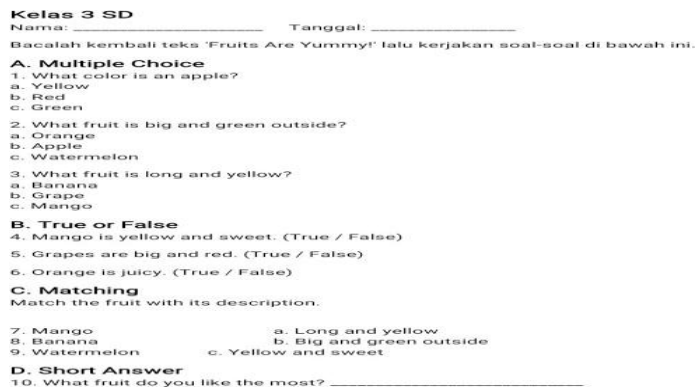 Kelas 3 SD
Nama: ______________________ Tanggal: ________________
Bacalah kembali teks 'Fruits Are Yummy!' lalu kerjakan soal-soal di bawah ini.
A. Multiple Choice
1. What color is an apple?
a. Yellow
b. Red
c. Green
2. What fruit is big and green outside?
a. Orange
b. Apple
c. Watermelon
3. What fruit is long and yellow?
a. Banana
b. Grape
c. Mango
B. True or False
4. Mango is yellow and sweet. (True / False)
5. Grapes are big and red. (True / False)
6. Orange is juicy. (True / False)
C. Matching
Match the fruit with its description.
7. Mango a. Long and yellow
8. Banana b. Big and green outside
9. Watermelon c. Yellow and sweet
D. Short Answer
10. What fruit do you like the most? ____________________________